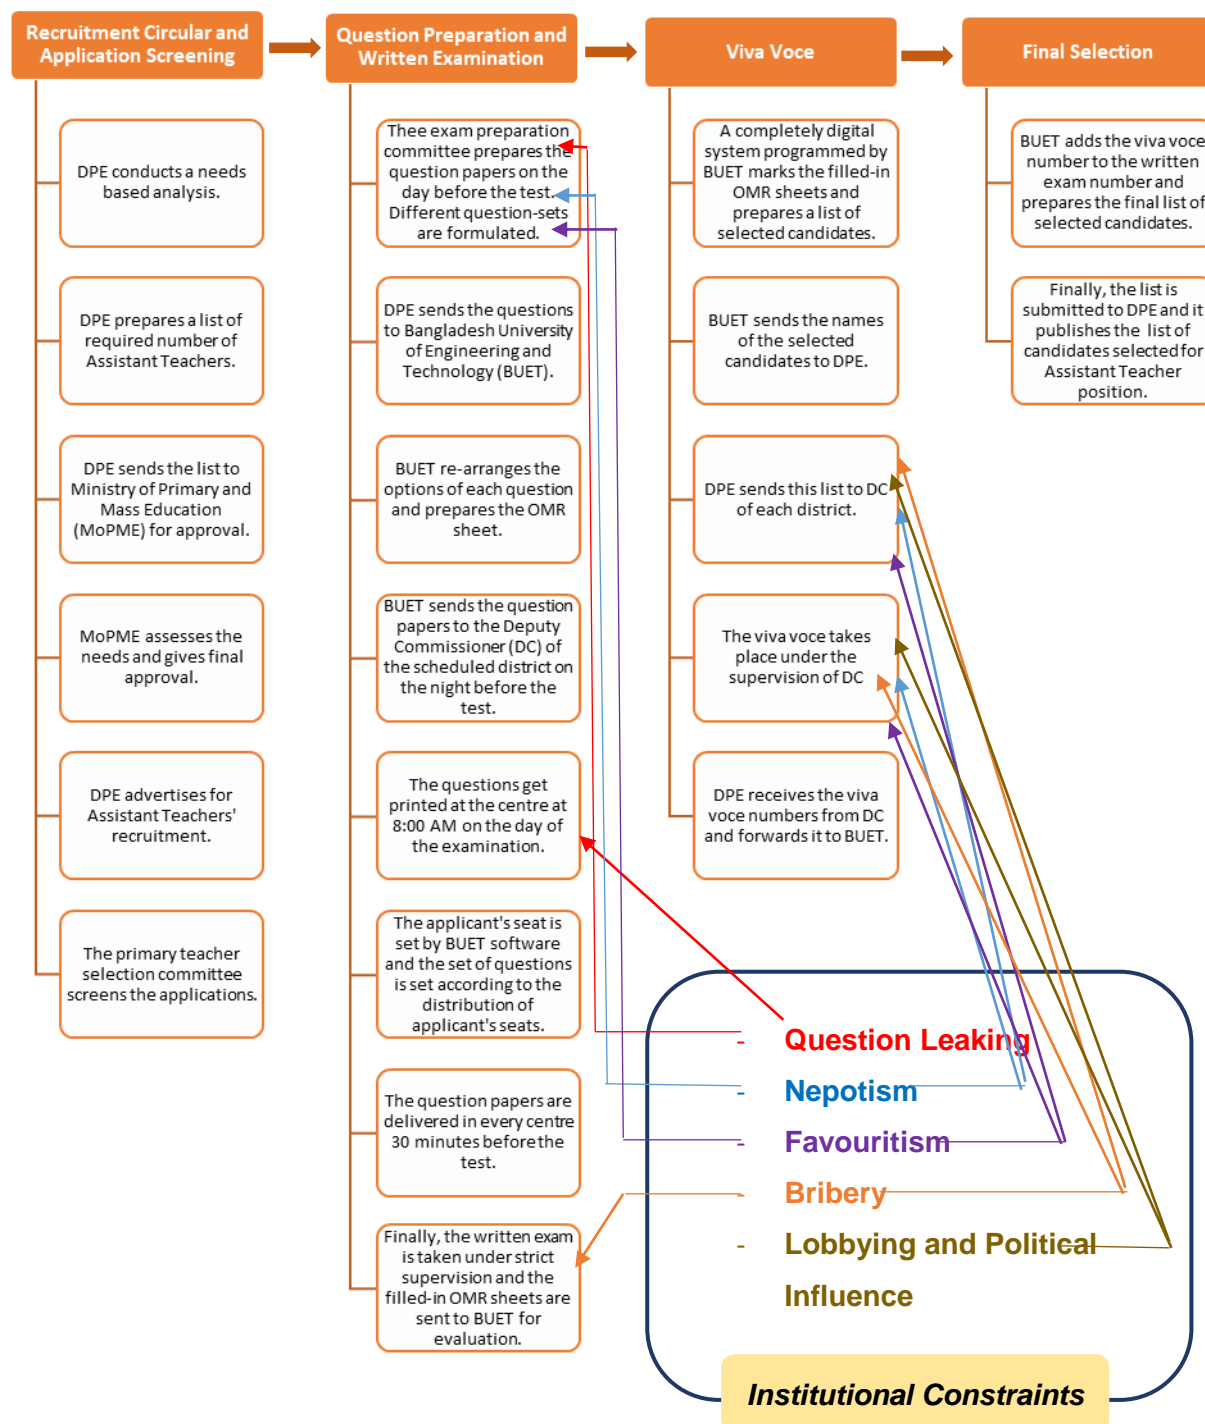 Recruitment Circular and
Application Screening
DPE conducts a needs
based analysis.
DPE prepares a list of
required number of
Assistant Teachers.
DPE sends the list to
Ministry of Primary and
Mass Education
(MoPME) for approval.
MoPME assesses the
needs and gives final
approval.
DPE advertises for
Assistant Teachers'
recruitment.
The primary teacher
selection committee
screens the applications.
Question Preparation and
Written Examination
Thee exam preparation
committee prepares the
question papers on the
day before the test.
Different question-sets
are formulated.
DPE sends the questions
to Bangladesh University
of Engineering and
Technology (BUET).
BUET re-arranges the
options of each question
and prepares the OMR
sheet.
BUET sends the question
papers to the Deputy
Commissioner (DC) of
the scheduled district on
the night before the
test.
The questions get
printed at the centre at
8:00 AM on the day of
the examination.
The applicant's seat is
set by BUET software
and the set of questions
is set according to the
distribution of
applicant's seats.
The question papers are
delivered in every centre
30 minutes before the
test.
Finally, the written exam
is taken under strict
supervision and the
filled-in OMR sheets are
sent to BUET for
evaluation.
Viva Voce
A completely digital
system programmed by
BUET marks the filled-in
OMR sheets and
prepares a list of
selected candidates.
BUET sends the names
of the selected
candidates to DPE.
DPE sends this list to DC
of each district.
The viva voce takes
place under the
supervision of DC
DPE receives the viva
voce numbers from DC
and forwards it to BUET.
Final Selection
BUET adds the viva voce
number to the written
exam number and
prepares the final list of
selected candidates.
Finally, the list is
submitted to DPE and it
publishes the list of
candidates selected for
Assistant Teacher
position.
- Question Leaking
- Nepotism
- Favouritism
- Bribery
- Lobbying and Political
Influence
Institutional Constraints